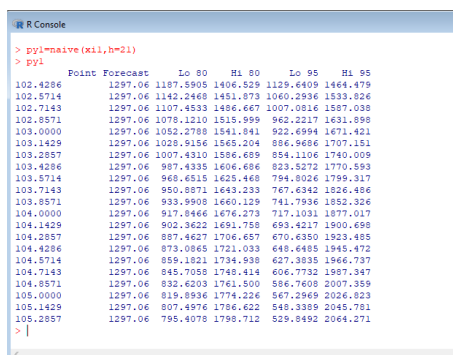 R Console
> py1=naive(xi1,h=21)
> py1
Point Forecast Lo 80 Hi 80 Lo 95 Hi 95
102.4286 1297.06 1187.5905 1406.529 1129.6409 1464.479
102.5714 1297.06 1142.2468 1451.873 1060.2936 1533.826
102.7143 1297.06 1107.4533 1486.667 1007.0816 1587.038
102.8571 1297.06 1078.1210 1515.999 962.2217 1631.898
103.0000 1297.06 1052.2788 1541.841 922.6994 1671.421
103.1429 1297.06 1028.9156 1565.204 886.9686 1707.151
103.2857 1297.06 1007.4310 1586.689 854.1106 1740.009
103.4286 1297.06 987.4335 1606.686 823.5272 1770.593
103.5714 1297.06 968.6515 1625.468 794.8026 1799.317
103.7143 1297.06 950.8871 1643.233 767.6342 1826.486
103.8571 1297.06 933.9908 1660.129 741.7936 1852.326
104.0000 1297.06 917.8466 1676.273 717.1031 1877.017
104.1429 1297.06 902.3622 1691.758 693.4217 1900.698
104.2857 1297.06 887.4627 1706.657 670.6350 1923.485
104.4286 1297.06 873.0865 1721.033 648.6485 1945.472
104.5714 1297.06 859.1821 1734.938 627.3835 1966.737
104.7143 1297.06 845.7058 1748.414 606.7732 1987.347
104.8571 1297.06 832.6203 1761.500 586.7608 2007.359
105.0000 1297.06 819.8936 1774.226 567.2969 2026.823
105.1429 1297.06 807.4976 1786.622 548.3389 2045.781
105.2857 1297.06 795.4078 1798.712 529.8492 2064.271
>